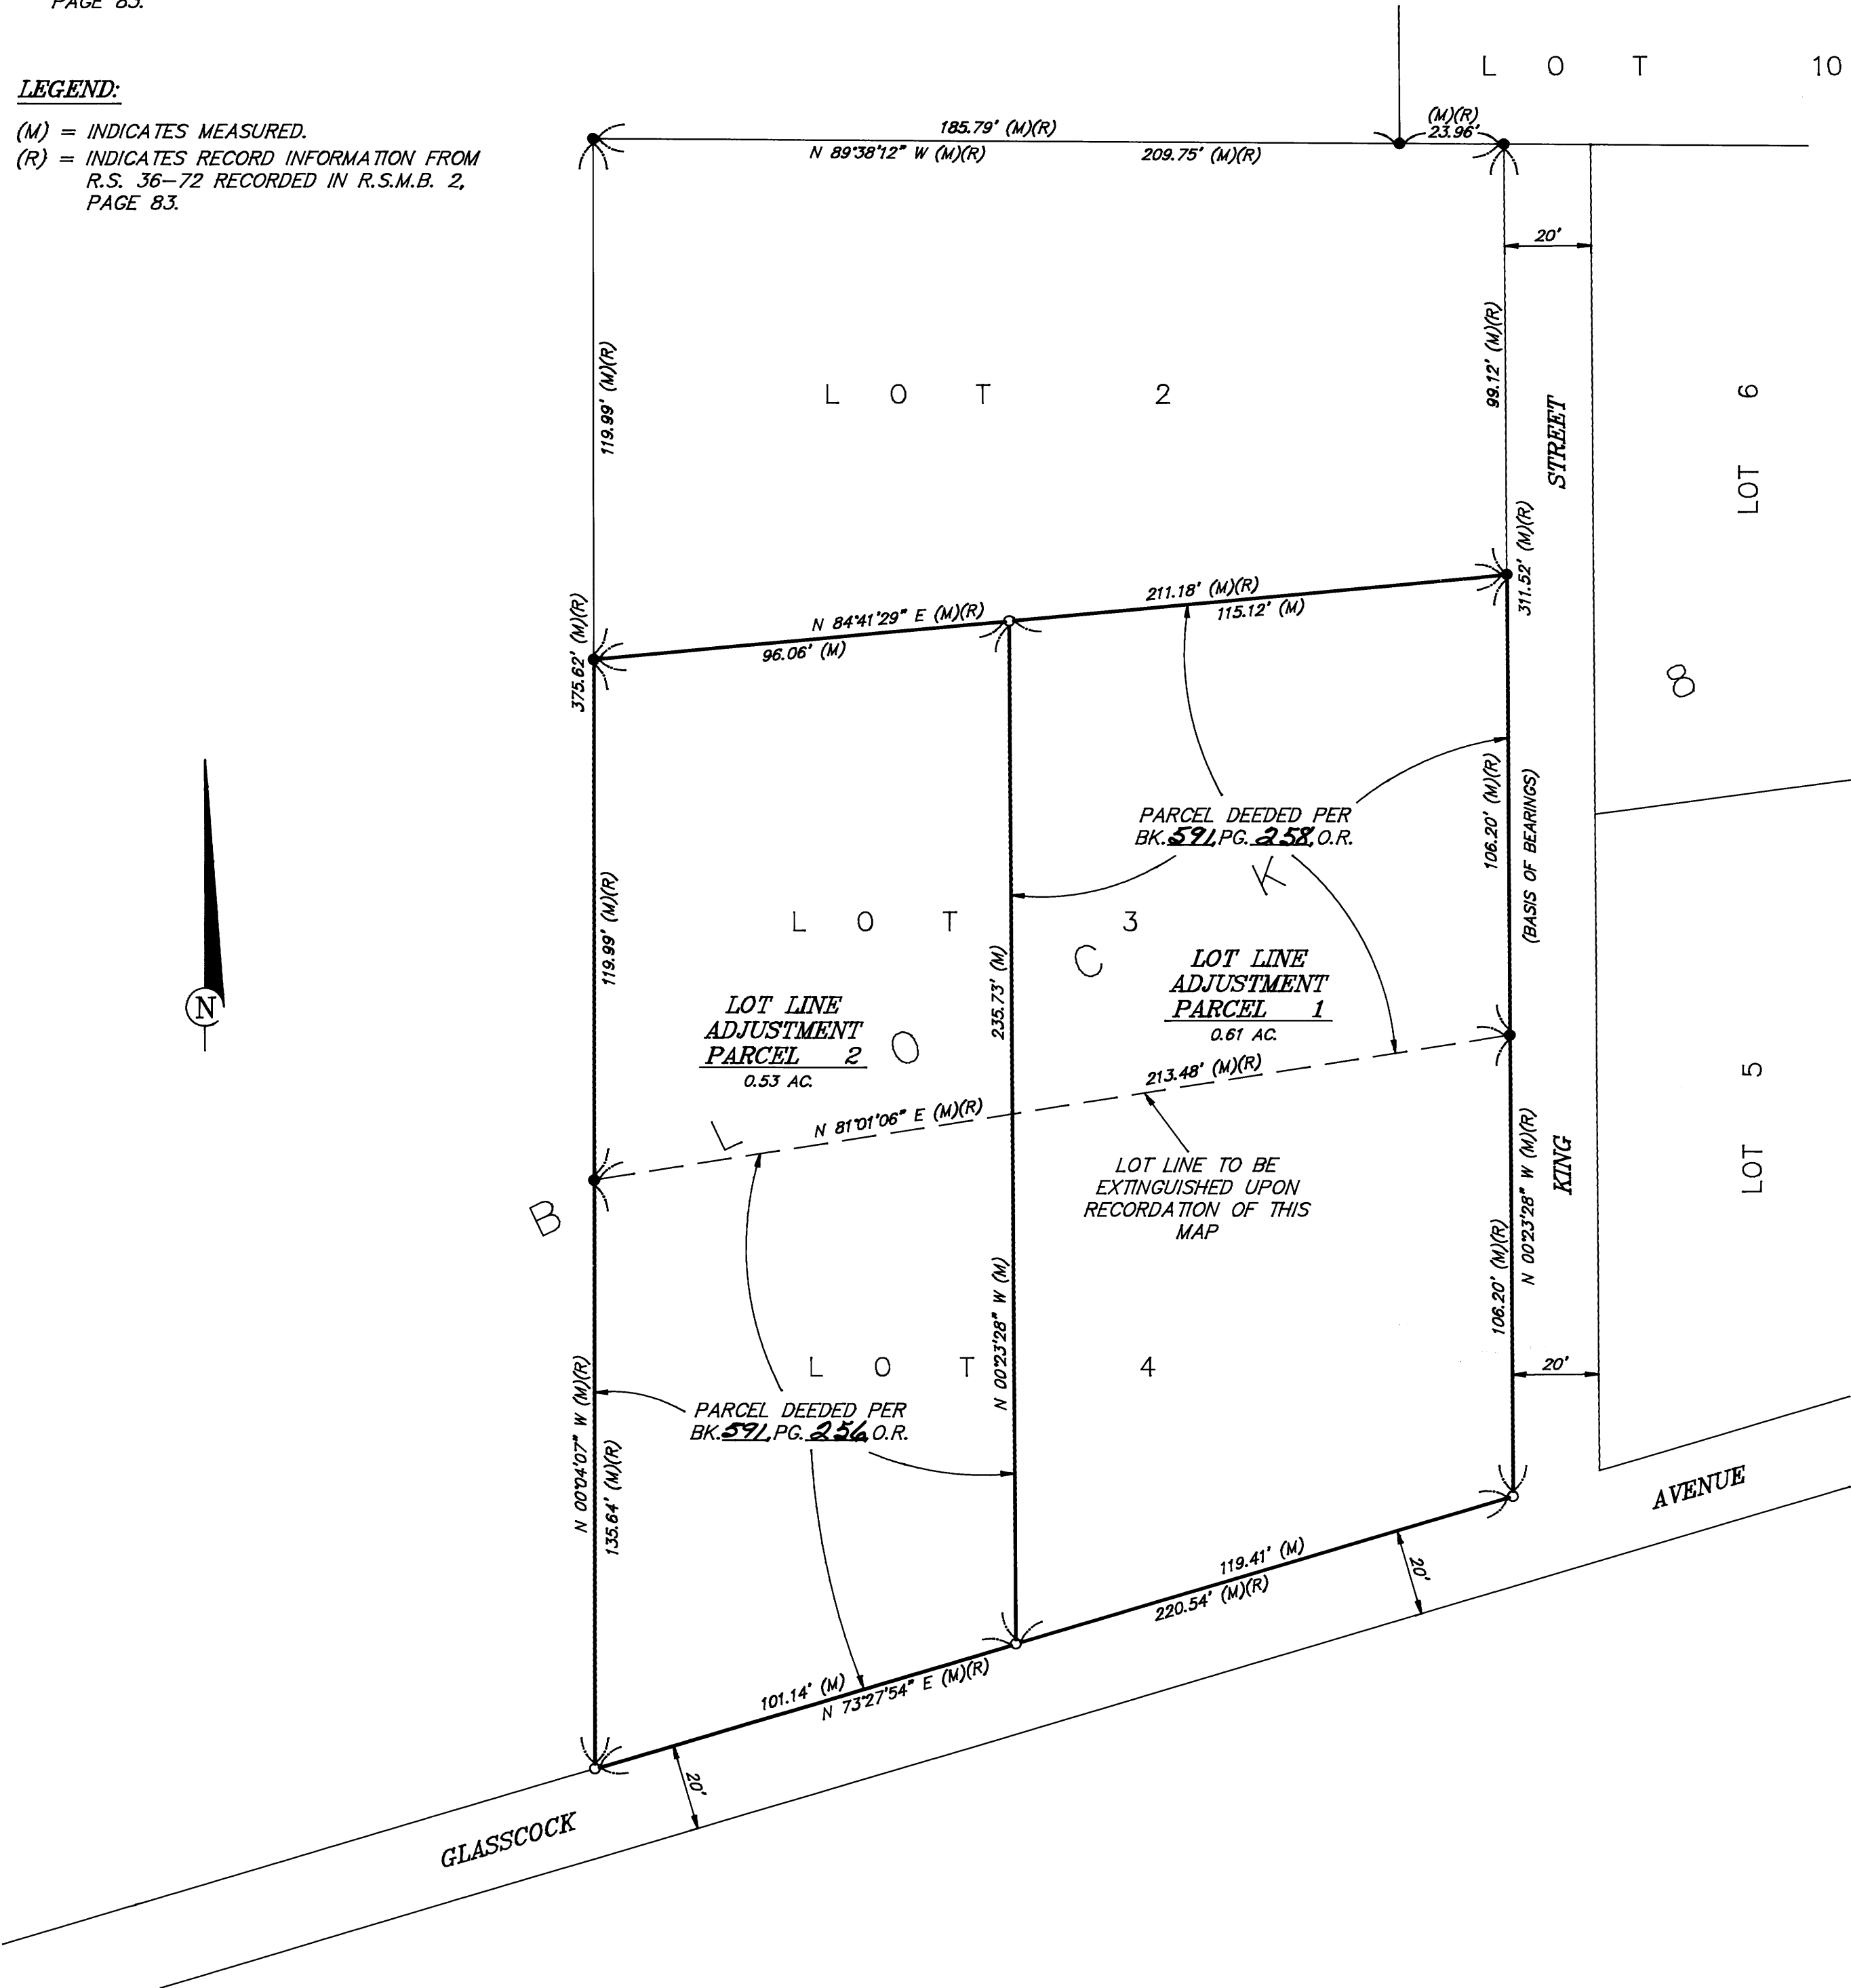 PAGE 83.
LEGEND:
(M) = INDICATES MEASURED.
(R) = INDICATES RECORD INFORMATION FROM
R.S. 36-72 RECORDED IN R.S.M.B. 2,
PAGE 83.
LOT 10
185.79' (M)(R)
(M)(R)
23.96'
N 89°38'12" W (M)(R)
209.75' (M)(R)
20'
119.99' (M)(R)
99.12' (M)(R)
LOT 2
STREET
LOT 6
311.52' (M)(R)
375.62' (M)(R)
N 84°41'29" E (M)(R)
211.18' (M)(R)
96.06' (M)
115.12' (M)
8
106.20' (M)(R)
(BASIS OF BEARINGS)
PARCEL DEEDED PER
BK. 591, PG. 258, O.R.
119.99' (M)(R)
LOT 3
235.73' (M)
BLOCK
LOT LINE
ADJUSTMENT
PARCEL 1
0.61 AC.
LOT LINE
ADJUSTMENT
PARCEL 2
0.53 AC.
N
213.48' (M)(R)
N 81°01'06" E (M)(R)
LOT 5
LOT LINE TO BE
EXTINGUISHED UPON
RECORDATION OF THIS
MAP
KING
N 00°23'28" W (M)(R)
106.20' (M)(R)
N 00°23'28" W (M)
LOT 4
20'
N 00°04'07" W (M)(R)
135.64' (M)(R)
PARCEL DEEDED PER
BK. 591, PG. 256, O.R.
AVENUE
119.41' (M)
220.54' (M)(R)
20'
101.14' (M)
N 73°27'54" E (M)(R)
20'
GLASSCOCK